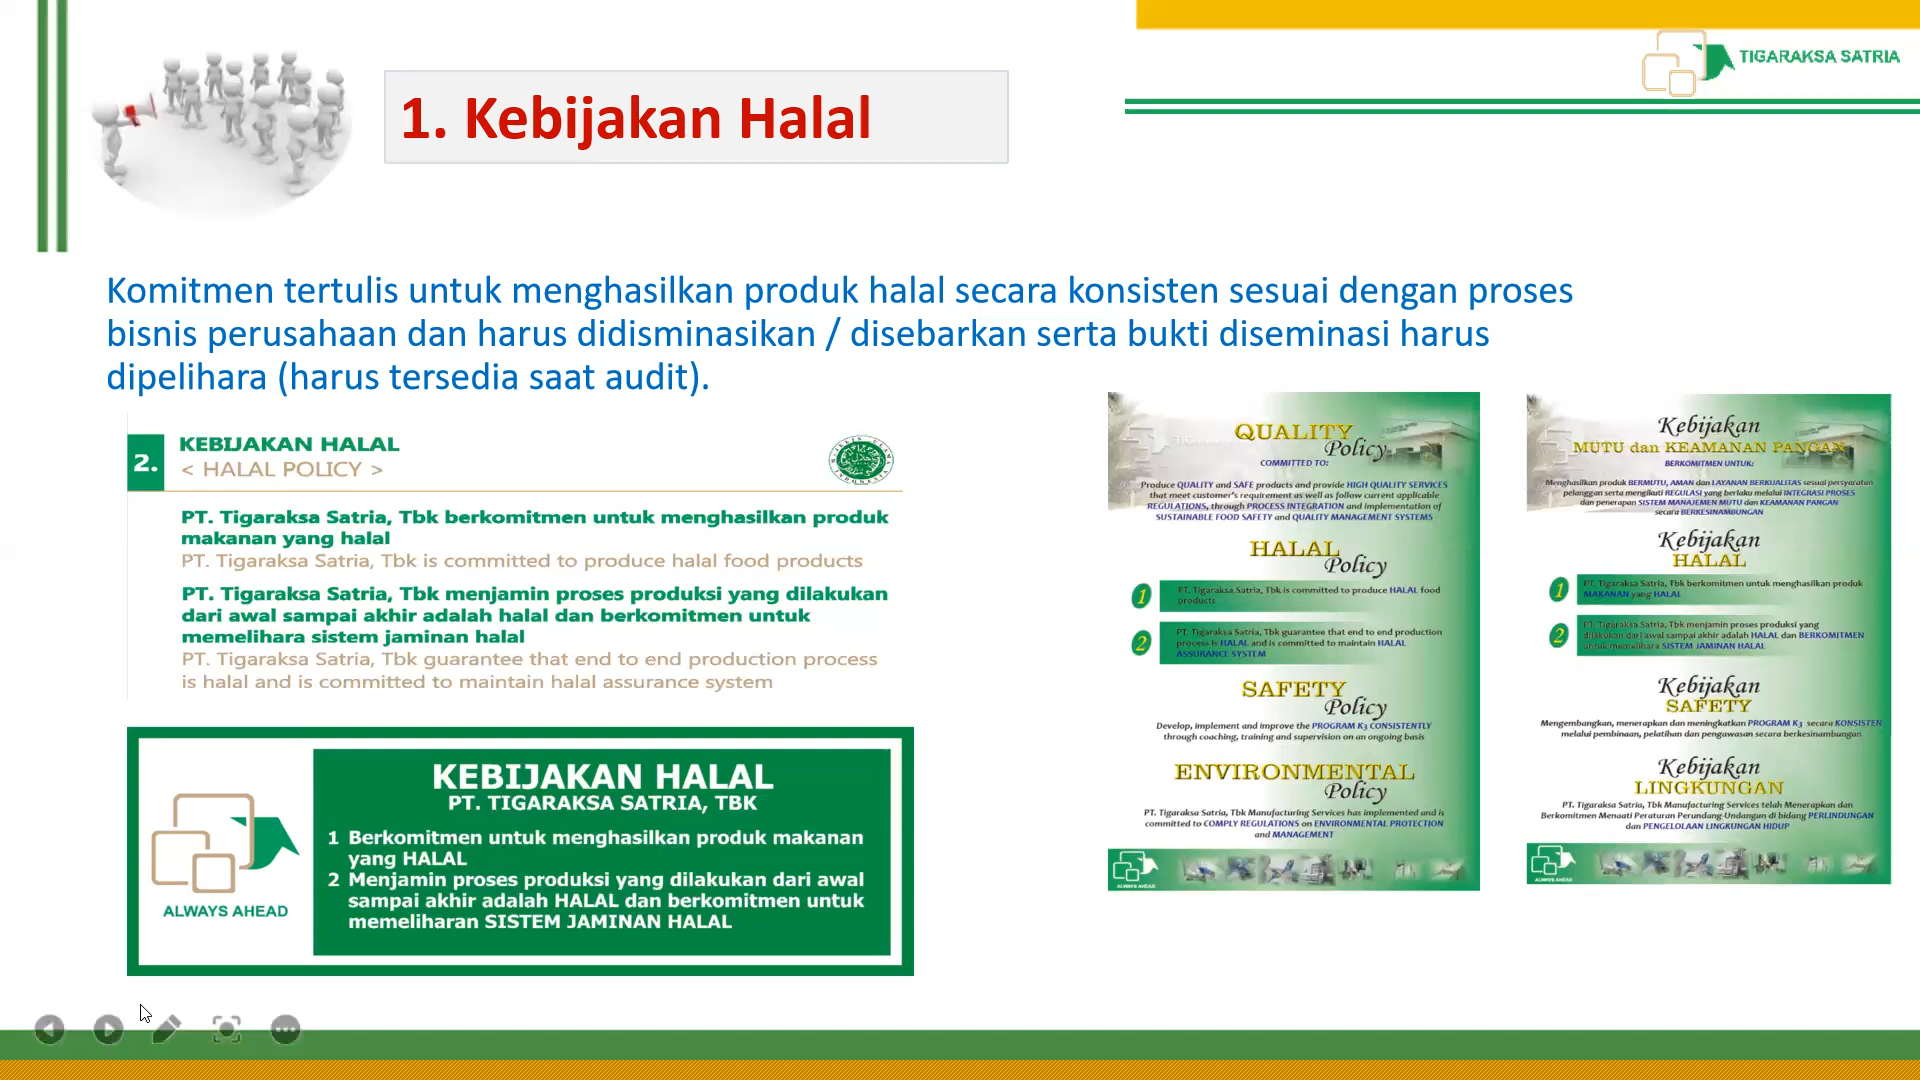 TIGARAKSA SATRIA
1. Kebijakan Halal
Komitmen tertulis untuk menghasilkan produk halal secara konsisten sesuai dengan proses
bisnis perusahaan dan harus didisminasikan / disebarkan serta bukti diseminasi harus
dipelihara (harus tersedia saat audit).
2.
KEBIJAKAN HALAL
< HALAL POLICY >
PT. Tigaraksa Satria, Tbk berkomitmen untuk menghasilkan produk
makanan yang halal
PT. Tigaraksa Satria, Tbk is committed to produce halal food products
PT. Tigaraksa Satria, Tbk menjamin proses produksi yang dilakukan
dari awal sampai akhir adalah halal dan berkomitmen untuk
memelihara sistem jaminan halal
PT. Tigaraksa Satria, Tbk guarantee that end to end production process
is halal and is committed to maintain halal assurance system
KEBIJAKAN HALAL
PT. TIGARAKSA SATRIA, TBK
1 Berkomitmen untuk menghasilkan produk makanan
yang HALAL
2 Menjamin proses produksi yang dilakukan dari awal
sampai akhir adalah HALAL dan berkomitmen untuk
memeliharan SISTEM JAMINAN HALAL
ALWAYS AHEAD
QUALITY
Policy
COMMITTED TO:
Produce QUALITY and SAFE products and provide HIGH QUALITY SERVICES
that meet customer's requirement as well as follow current applicable
REGULATIONS, through PROCESS INTEGRATION and implementation of
SUSTAINABLE FOOD SAFETY and QUALITY MANAGEMENT SYSTEMS
HALAL
Policy
1
PT. Tigaraksa Satria, Tbk is committed to produce HALAL food
products
2
PT. Tigaraksa Satria, Tbk guarantee that end to end production
process is HALAL and is committed to maintain HALAL
ASSURANCE SYSTEM
SAFETY
Policy
Develop, implement and improve the PROGRAM K3 CONSISTENTLY
through coaching, training and supervision on an ongoing basis
ENVIRONMENTAL
Policy
PT. Tigaraksa Satria, Tbk Manufacturing Services has implemented and is
committed to COMPLY REGULATIONS on ENVIRONMENTAL PROTECTION
and MANAGEMENT
ALWAYS AHEAD
Kebijakan
MUTU dan KEAMANAN PANGAN
BERKOMITMEN UNTUK:
Menghasilkan produk BERMUTU, AMAN dan LAYANAN BERKUALITAS sesuai persyaratan
pelanggan serta mengikuti REGULASI yang berlaku melalui INTEGRASI PROSES
dan penerapan SISTEM MANAJEMEN MUTU dan KEAMANAN PANGAN
secara BERKESINAMBUNGAN
Kebijakan
HALAL
1
PT. Tigaraksa Satria, Tbk berkomitmen untuk menghasilkan produk
MAKANAN yang HALAL
2
PT. Tigaraksa Satria, Tbk menjamin proses produksi yang
dilakukan dari awal sampai akhir adalah HALAL dan BERKOMITMEN
untuk memelihara SISTEM JAMINAN HALAL
Kebijakan
SAFETY
Mengembangkan, menerapkan dan meningkatkan PROGRAM K3 secara KONSISTEN
melalui pembinaan, pelatihan dan pengawasan secara berkesinambungan
Kebijakan
LINGKUNGAN
PT. Tigaraksa Satria, Tbk Manufacturing Services telah Menerapkan dan
Berkomitmen Menaati Peraturan Perundang-Undangan di bidang PERLINDUNGAN
dan PENGELOLAAN LINGKUNGAN HIDUP
ALWAYS AHEAD